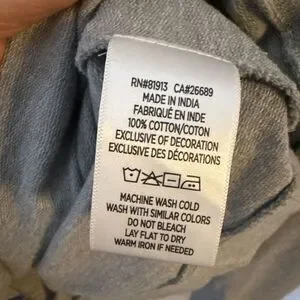 RN#81913 CA#26689
MADE IN INDIA
FABRIQUÉ EN INDE
100% COTTON/COTON
EXCLUSIVE OF DECORATION
EXCLUSIVE DES DÉCORATIONS
MACHINE WASH COLD
WASH WITH SIMILAR COLORS
DO NOT BLEACH
LAY FLAT TO DRY
WARM IRON IF NEEDED